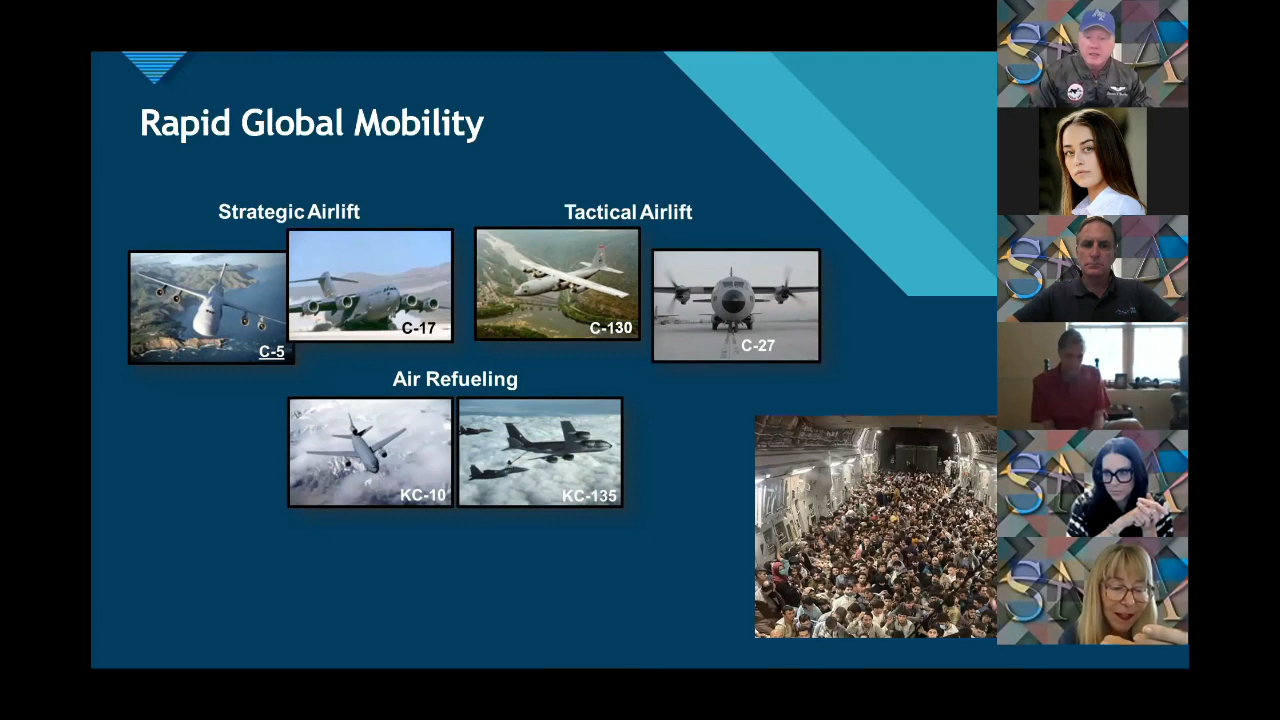 Rapid Global Mobility
Strategic Airlift
Tactical Airlift
C-5
C-17
C-130
C-27
Air Refueling
KC-10
KC-135